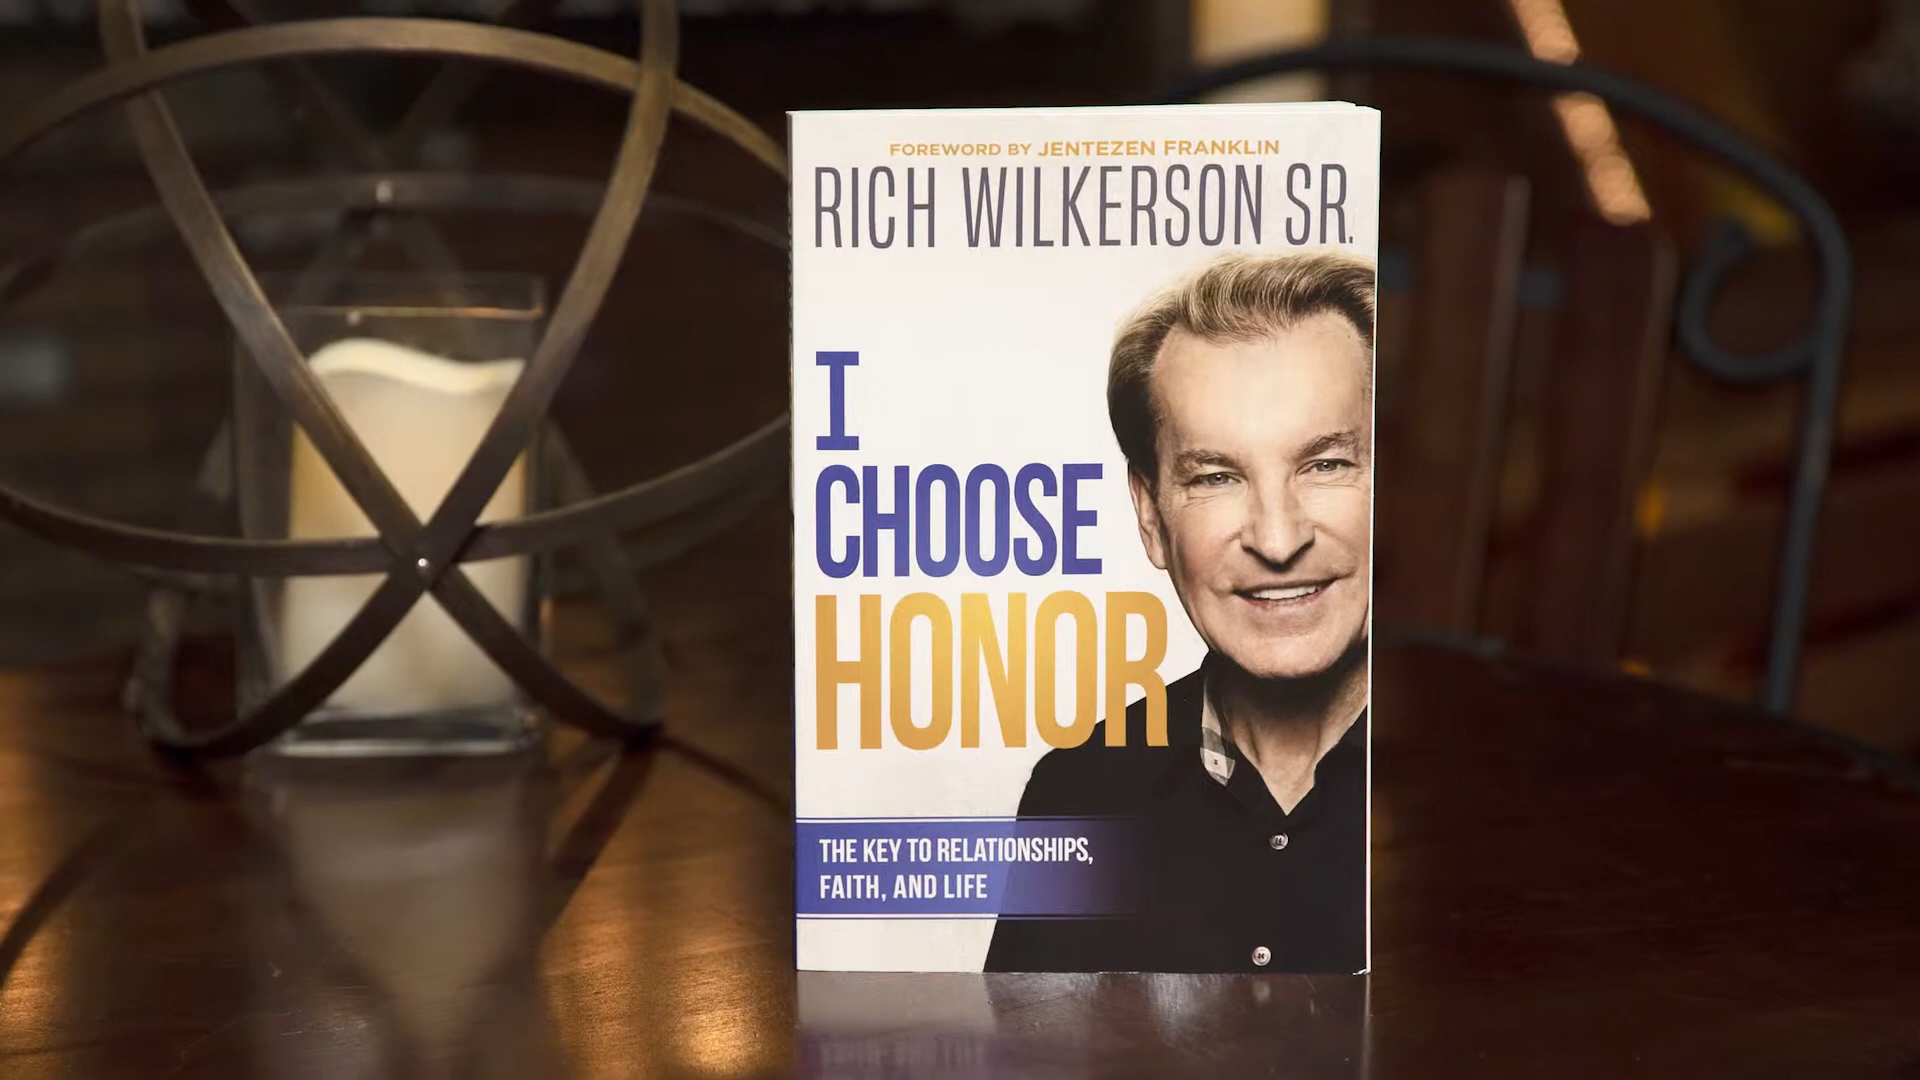 FOREWORD BY JENTEZEN FRANKLIN
RICH WILKERSON SR.
I
CHOOSE
HONOR
THE KEY TO RELATIONSHIPS,
FAITH, AND LIFE